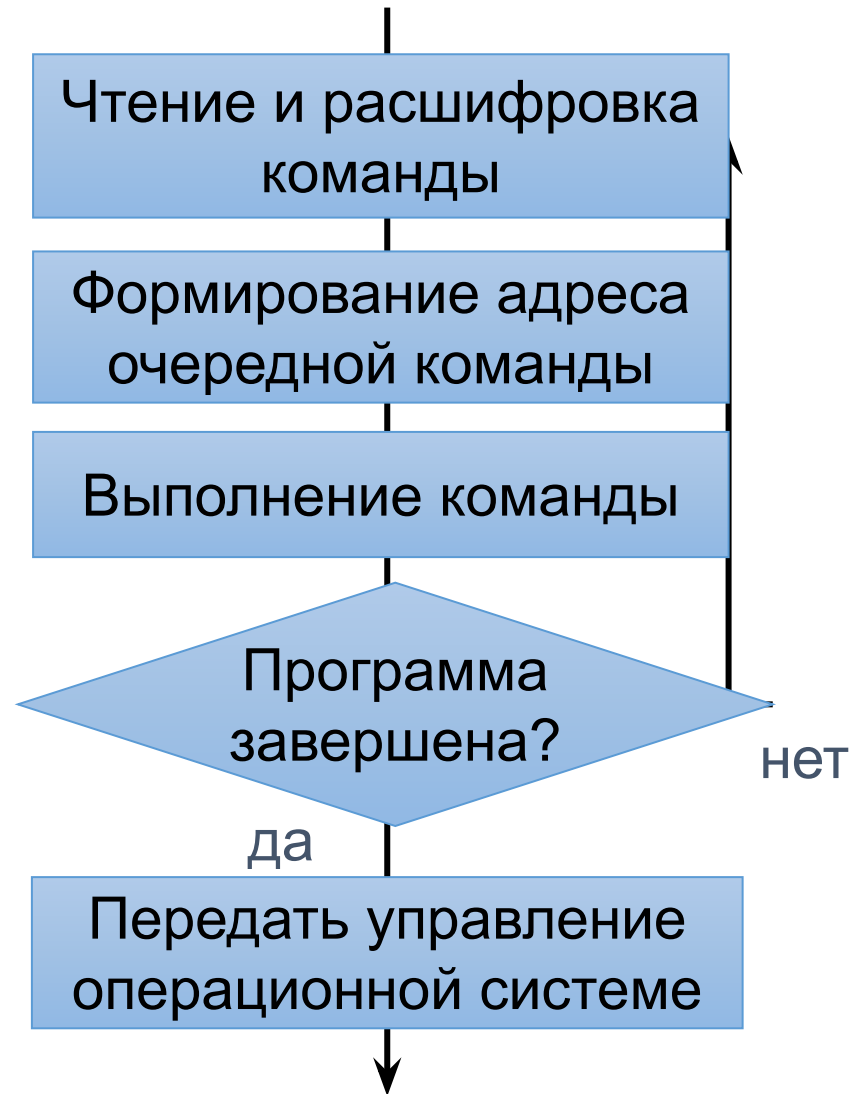 Чтение и расшифровка
команды
Формирование адреса
очередной команды
Выполнение команды
Программа
завершена?
нет
да
Передать управление
операционной системе